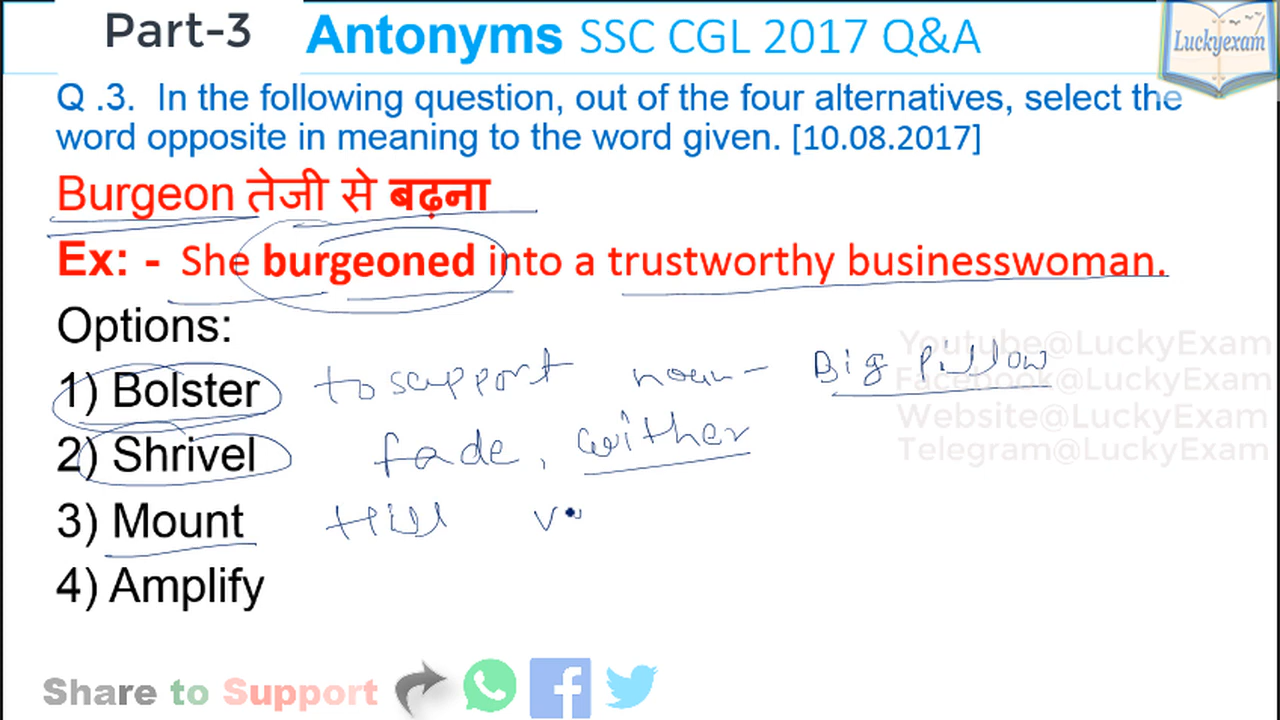 Part-3 Antonyms SSC CGL 2017 Q&A
Luckyexam
Q .3. In the following question, out of the four alternatives, select the
word opposite in meaning to the word given. [10.08.2017]
Burgeon तेजी से बढ़ना
Ex: - She burgeoned into a trustworthy businesswoman.
Options:
Youtube@LuckyExam
1) Bolster to support noun - Big Pillow
Facebook@LuckyExam
Website@LuckyExam
2) Shrivel fade, wither
Telegram@LuckyExam
3) Mount Hill
4) Amplify
Share to Support